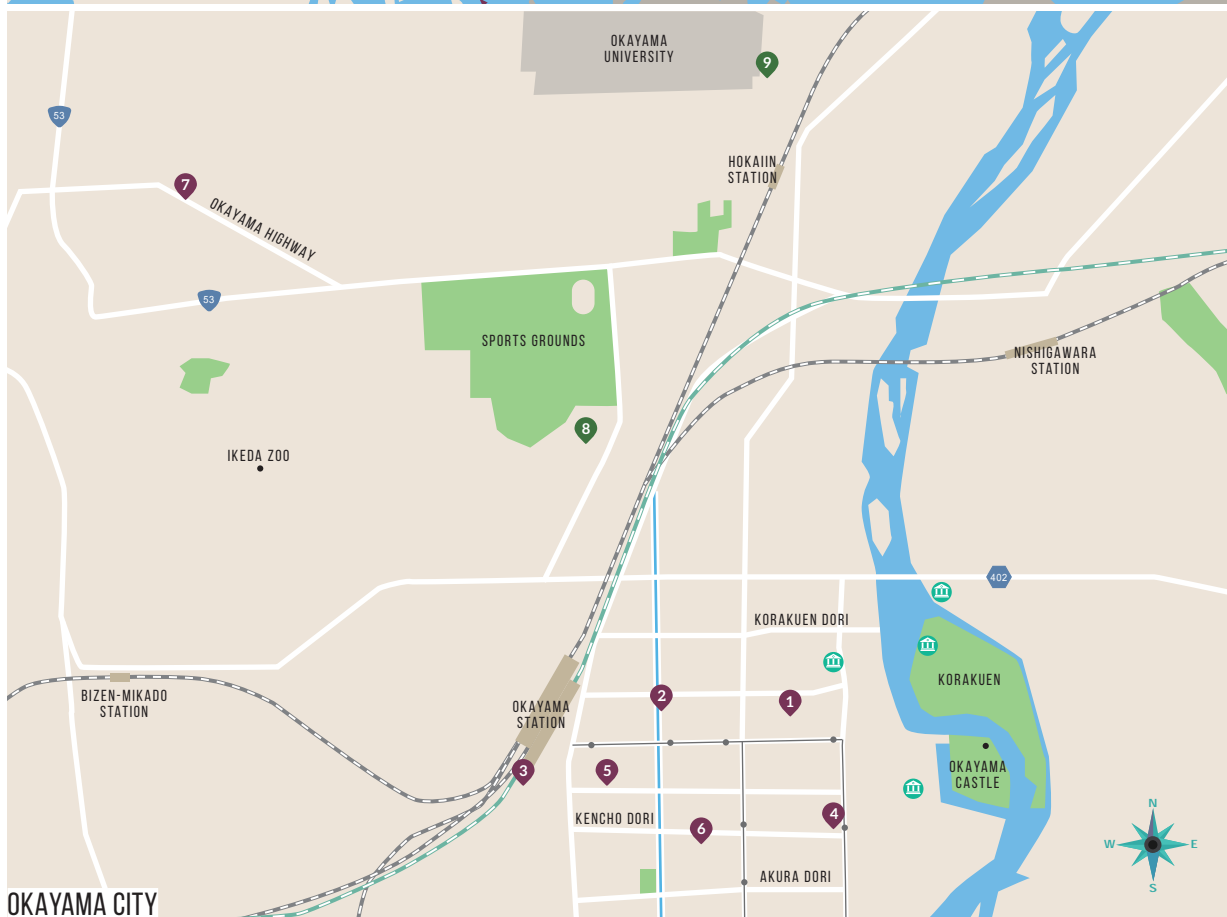 OKAYAMA
UNIVERSITY
9
53
HOKAIIN
STATION
7
OKAYAMA HIGHWAY
53
SPORTS GROUNDS
NISHIGAWARA
STATION
8
IKEDA ZOO
402
KORAKUEN DORI
KORAKUEN
BIZEN-MIKADO
STATION
2
1
OKAYAMA
STATION
3
5
OKAYAMA
CASTLE
KENCHO DORI
6
4
N
W
E
S
AKURA DORI
OKAYAMA CITY